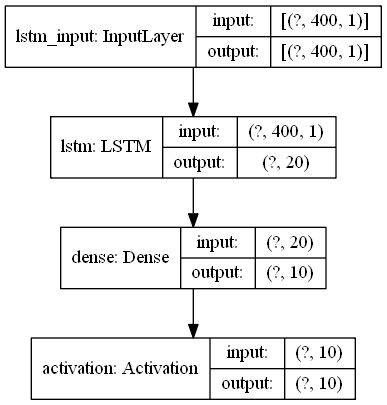 lstm_input: InputLayer
input: [(?, 400, 1)]
output: [(?, 400, 1)]
lstm: LSTM
input: (?, 400, 1)
output: (?, 20)
dense: Dense
input: (?, 20)
output: (?, 10)
activation: Activation
input: (?, 10)
output: (?, 10)